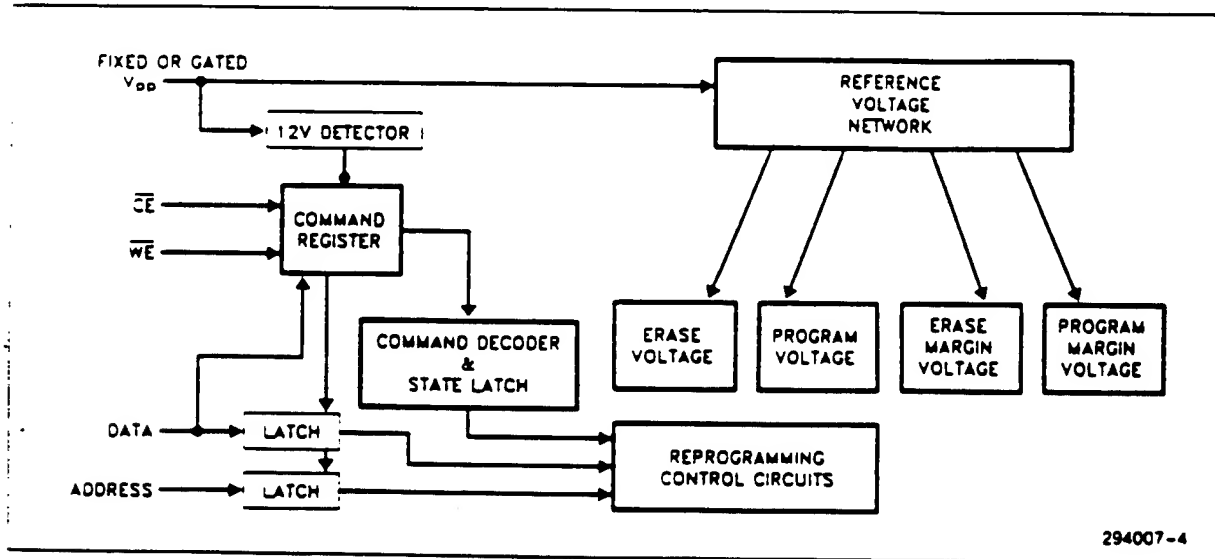 FIXED OR GATED
VPP
REFERENCE
VOLTAGE
NETWORK
12V DETECTOR
CE
WE
COMMAND
REGISTER
COMMAND DECODER
&
STATE LATCH
ERASE
VOLTAGE
PROGRAM
VOLTAGE
ERASE
MARGIN
VOLTAGE
PROGRAM
MARGIN
VOLTAGE
DATA
LATCH
ADDRESS
LATCH
REPROGRAMMING
CONTROL CIRCUITS
294007-4